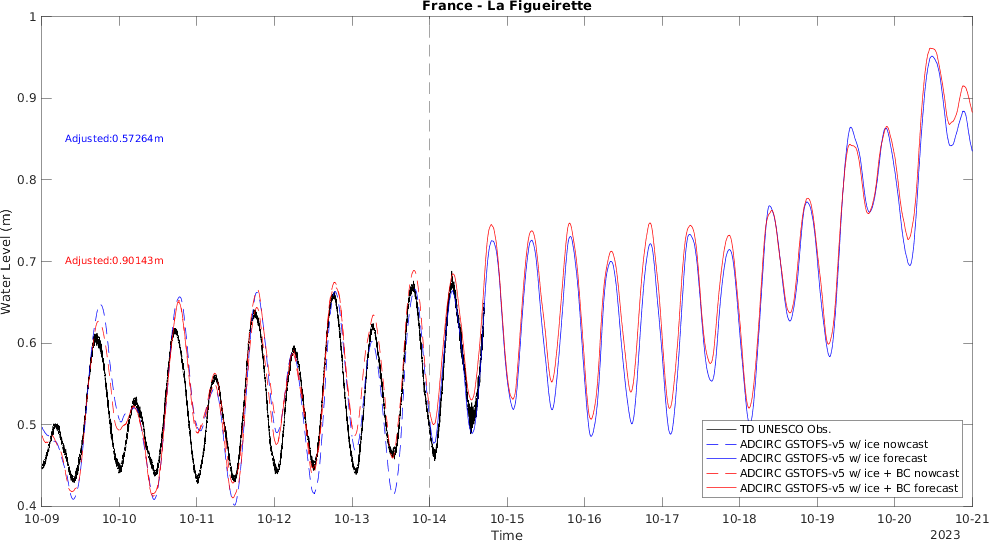 France - La Figueirette
1
0.9
0.8
0.7
0.6
0.5
0.4
Water Level (m)
Adjusted:0.57264m
Adjusted:0.90143m
TD UNESCO Obs.
ADCIRC GSTOFS-v5 w/ ice nowcast
ADCIRC GSTOFS-v5 w/ ice forecast
ADCIRC GSTOFS-v5 w/ ice + BC nowcast
ADCIRC GSTOFS-v5 w/ ice + BC forecast
10-09 10-10 10-11 10-12 10-13 10-14 10-15 10-16 10-17 10-18 10-19 10-20 10-21
Time
2023